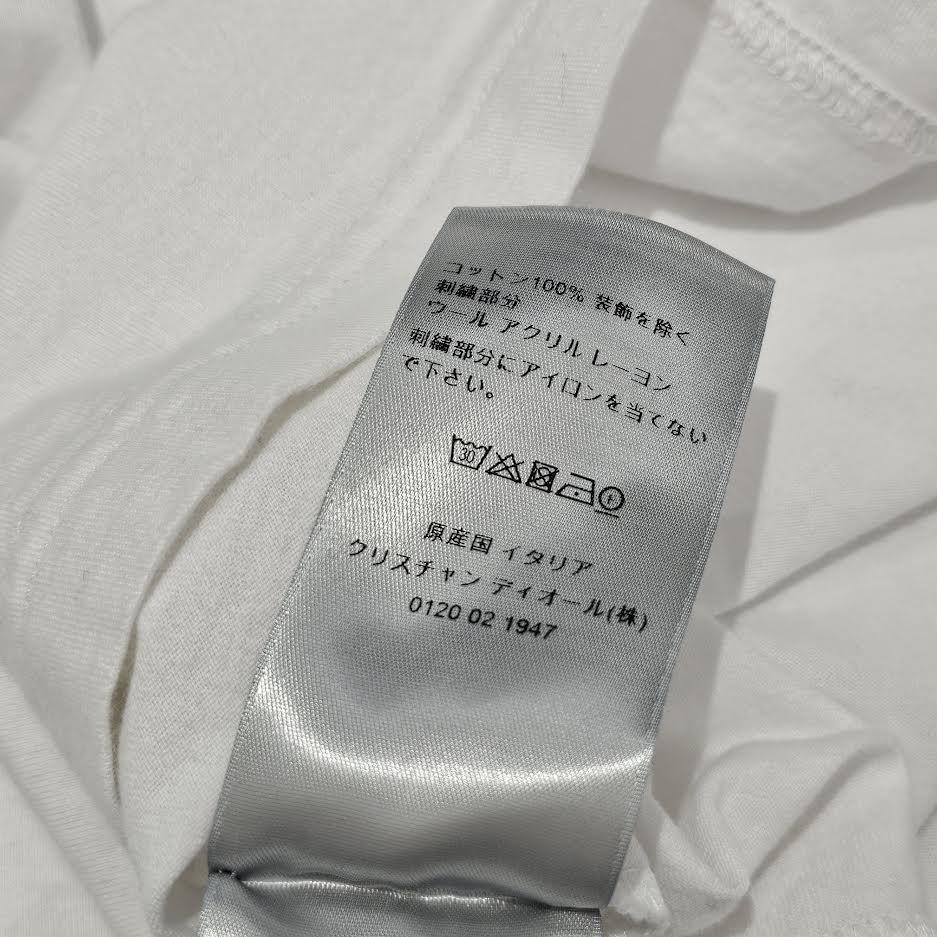 コットン100% 装飾を除く
刺繍部分
ウール アクリル レーヨン
刺繍部分にアイロンを当てない
で下さい。
30
原産国 イタリア
クリスチャン ディオール(株)
0120 02 1947